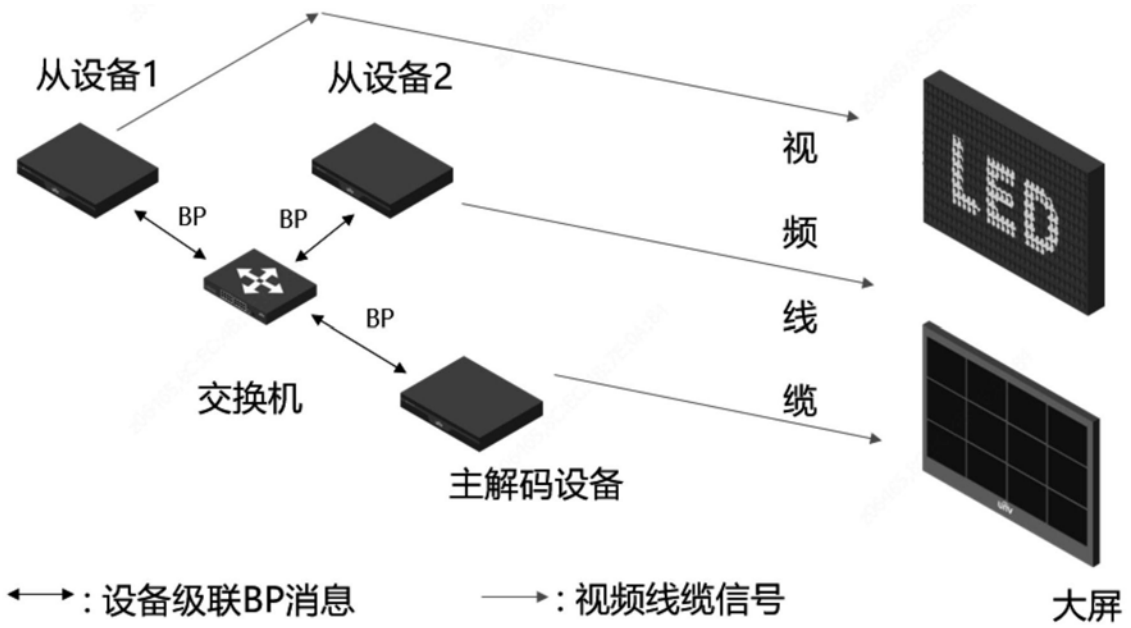 从设备1
从设备2
视
BP
BP
频
LED
BP
线
交换机
缆
主解码设备
unv
: 设备级联BP消息
: 视频线缆信号
大屏